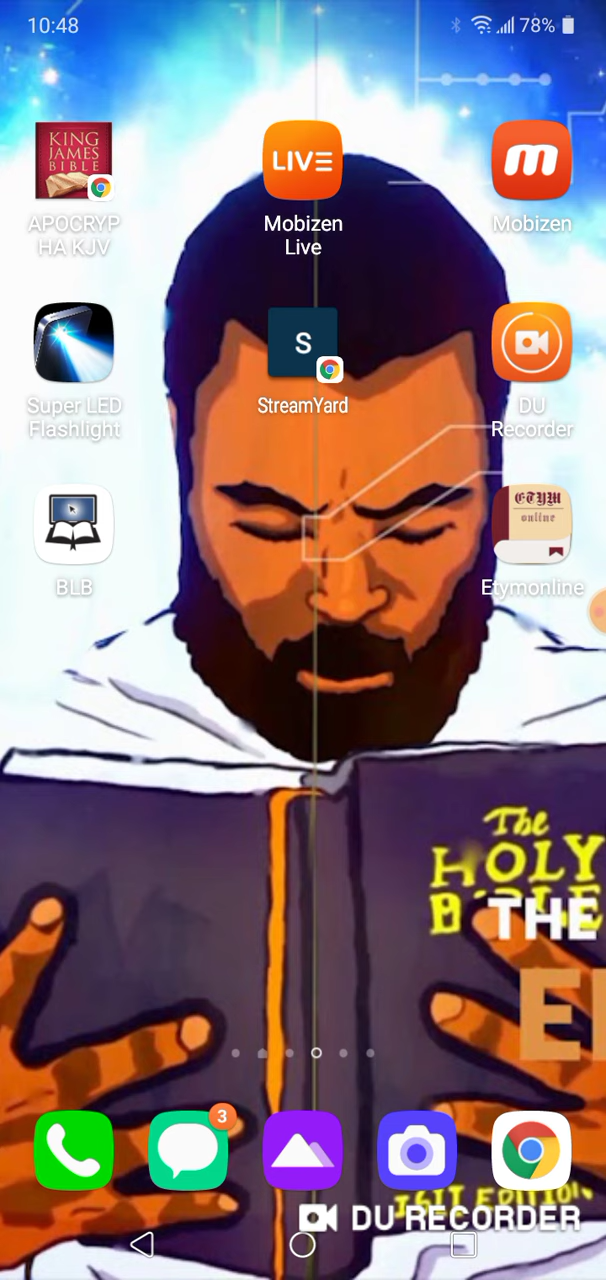 10:48
78%
KING
JAMES
BIBLE
LIVE
m
APOCRYP
HA KJV
Mobizen
Live
Mobizen
S
Super LED
Flashlight
StreamYard
DU
Recorder
ETYM
online
BLB
Etymonline
The
HOLY
THE
3
EDITION
DU RECORDER